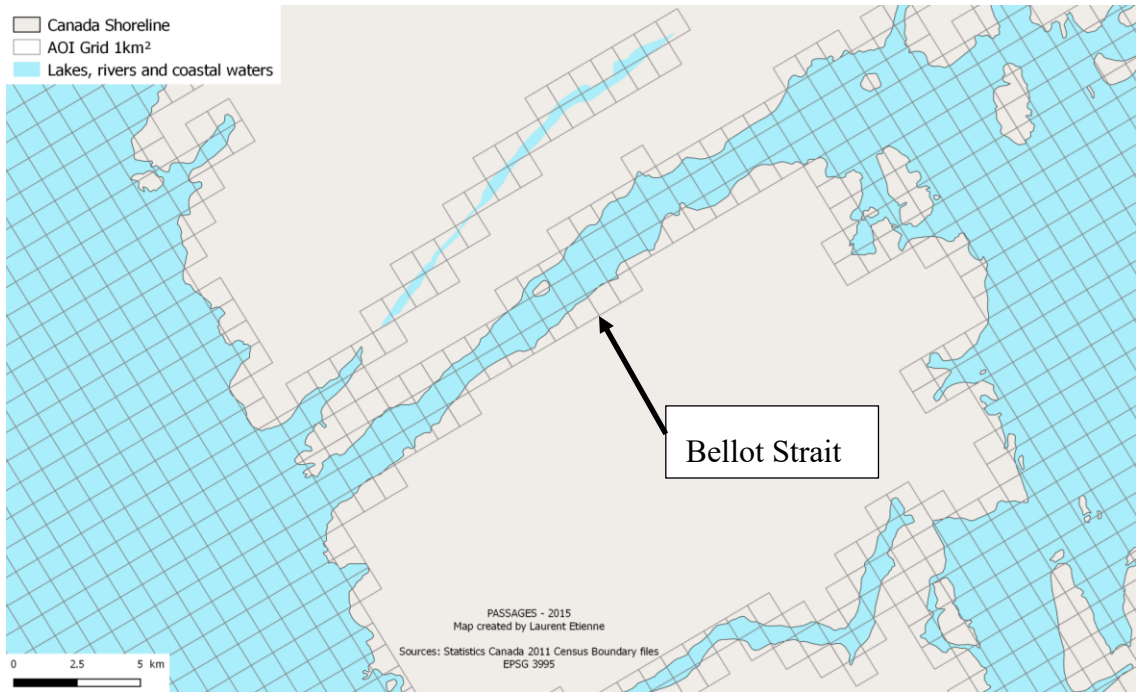 Canada Shoreline
AOI Grid 1km²
Lakes, rivers and coastal waters
Bellot Strait
PASSAGES - 2015
Map created by Laurent Etienne
Sources: Statistics Canada 2011 Census Boundary files
EPSG 3995
0 2.5 5 km